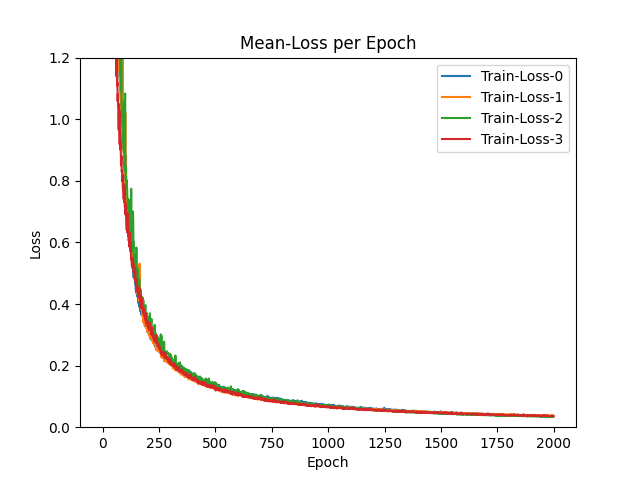 Mean-Loss per Epoch
Train-Loss-0
Train-Loss-1
Train-Loss-2
Train-Loss-3
Loss
1.2
1.0
0.8
0.6
0.4
0.2
0.0
0 250 500 750 1000 1250 1500 1750 2000
Epoch